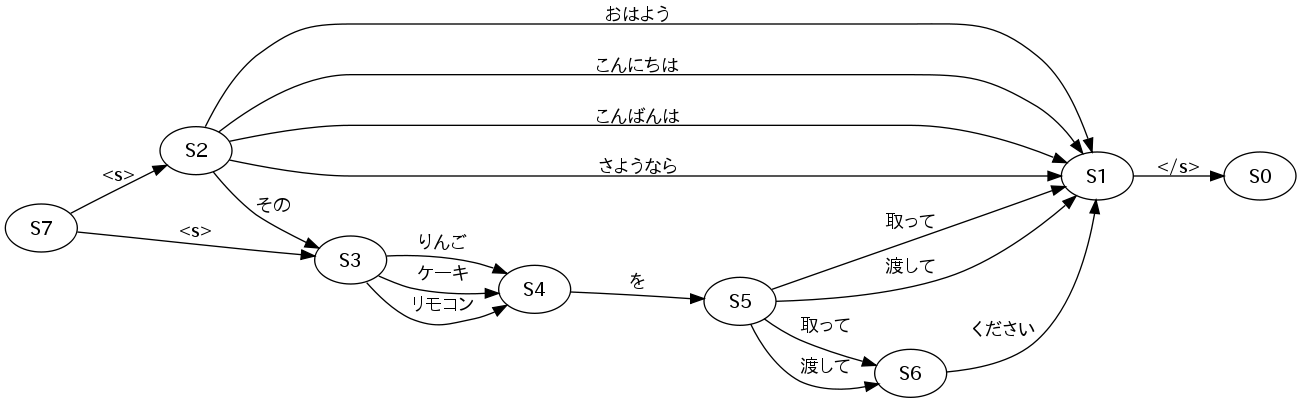 おはよう
こんにちは
こんばんは
S2
さようなら
S1
</s>
S0
<s>
その
取って
S7
<s>
りんご
S3
ケーキ
渡して
S4
を
リモコン
S5
取って
ください
渡して
S6